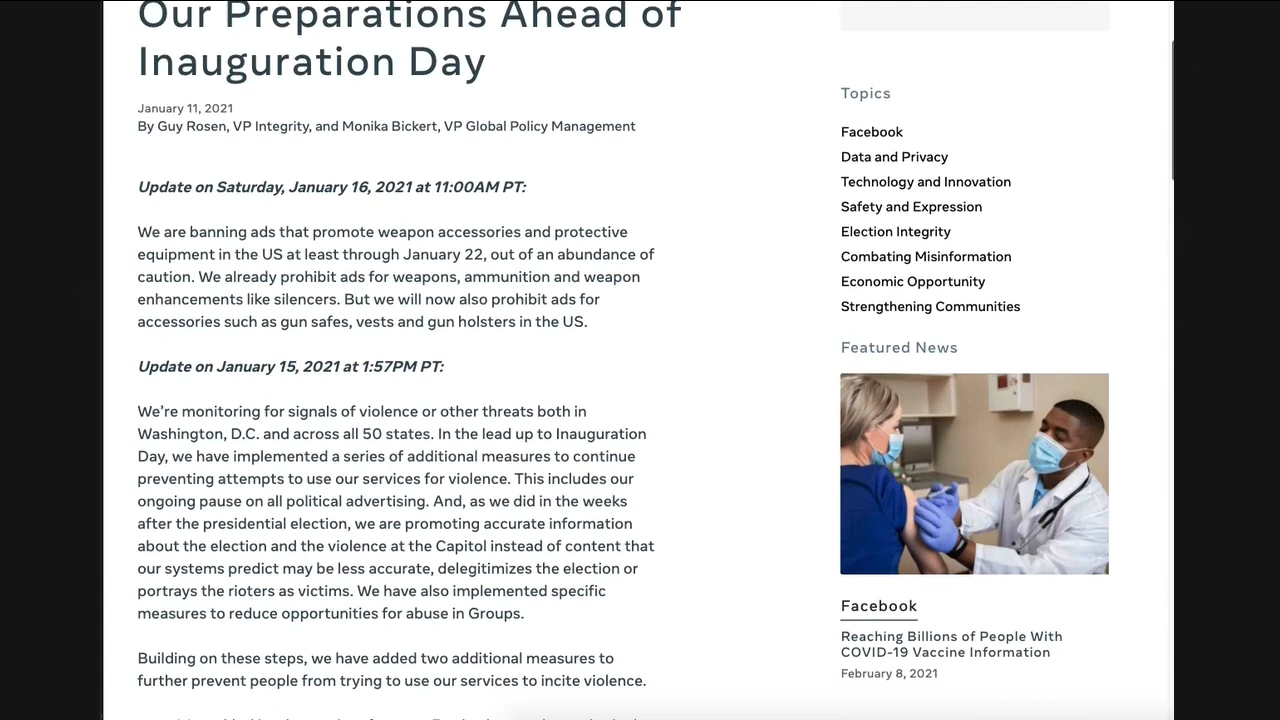 Our Preparations Ahead of
Inauguration Day
January 11, 2021
By Guy Rosen, VP Integrity, and Monika Bickert, VP Global Policy Management
Update on Saturday, January 16, 2021 at 11:00AM PT:
We are banning ads that promote weapon accessories and protective
equipment in the US at least through January 22, out of an abundance of
caution. We already prohibit ads for weapons, ammunition and weapon
enhancements like silencers. But we will now also prohibit ads for
accessories such as gun safes, vests and gun holsters in the US.
Update on January 15, 2021 at 1:57PM PT:
We’re monitoring for signals of violence or other threats both in
Washington, D.C. and across all 50 states. In the lead up to Inauguration
Day, we have implemented a series of additional measures to continue
preventing attempts to use our services for violence. This includes our
ongoing pause on all political advertising. And, as we did in the weeks
after the presidential election, we are promoting accurate information
about the election and the violence at the Capitol instead of content that
our systems predict may be less accurate, delegitimizes the election or
portrays the rioters as victims. We have also implemented specific
measures to reduce opportunities for abuse in Groups.
Building on these steps, we have added two additional measures to
further prevent people from trying to use our services to incite violence.
Topics
Facebook
Data and Privacy
Technology and Innovation
Safety and Expression
Election Integrity
Combating Misinformation
Economic Opportunity
Strengthening Communities
Featured News
Facebook
Reaching Billions of People With
COVID-19 Vaccine Information
February 8, 2021